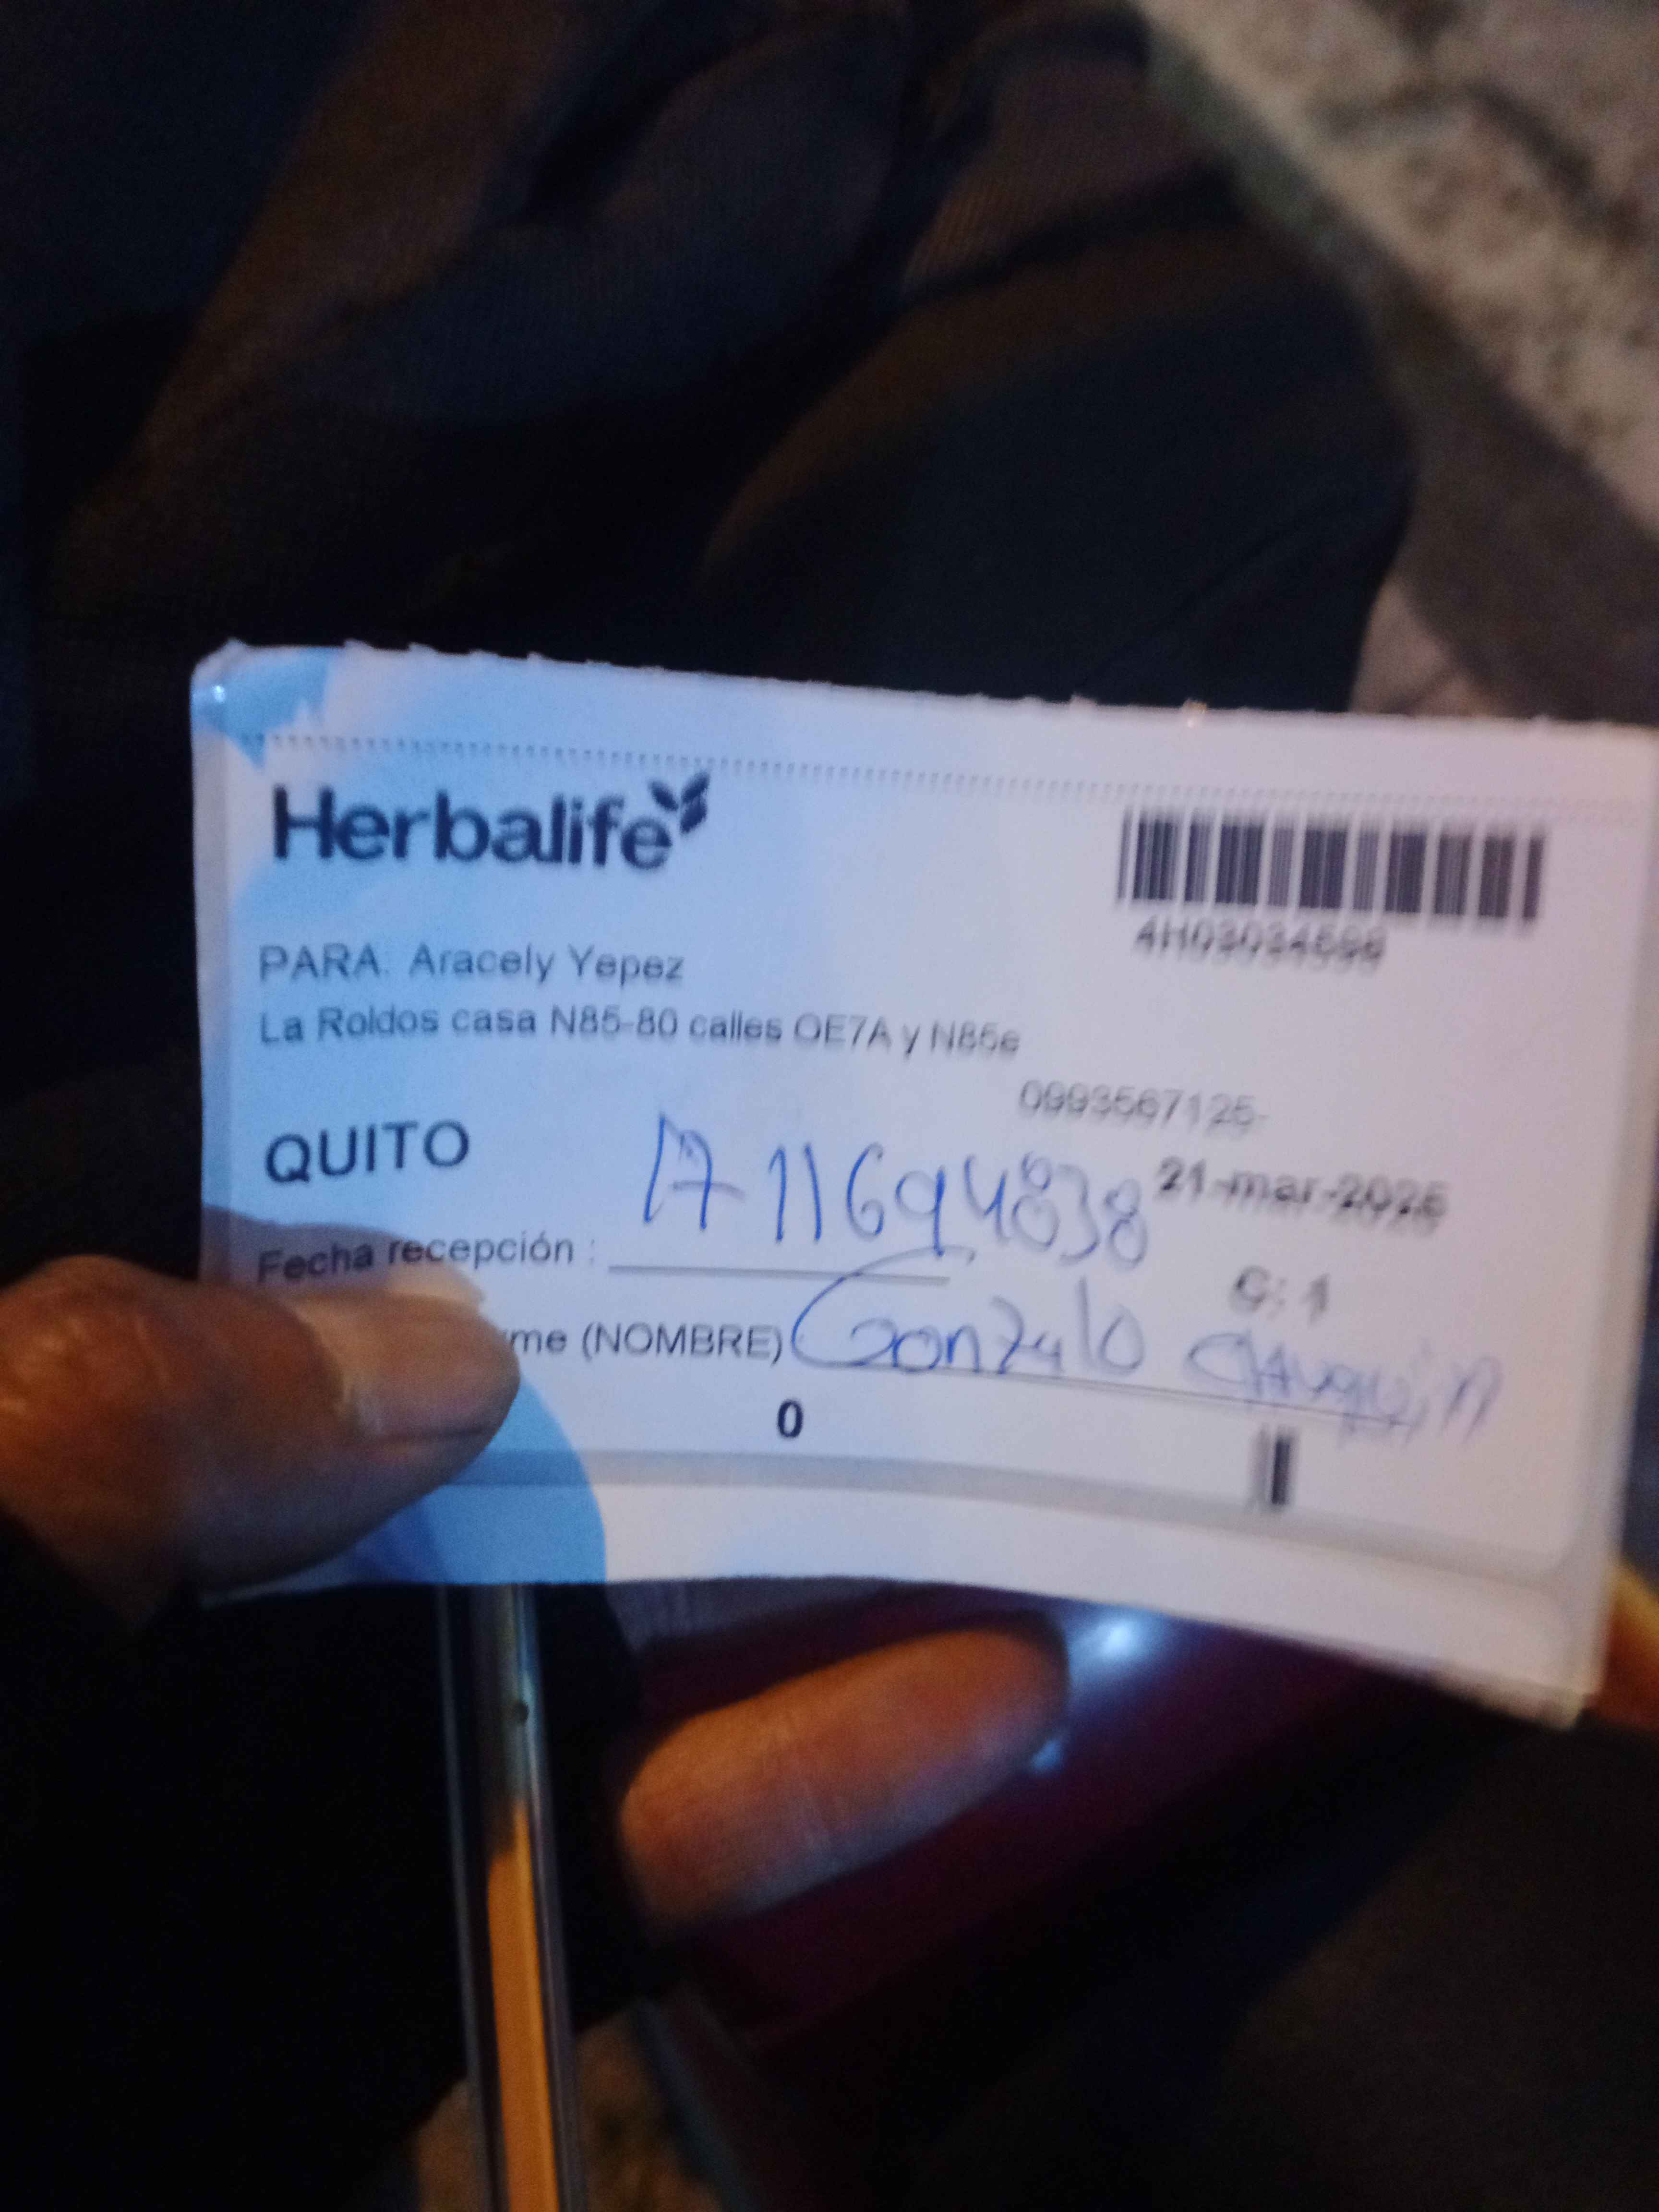 Herbalife
4H03034596
PARA: Aracely Yepez
La Roldos casa N85-80 calles OE7A y N85e
0993567125-
QUITO
1711694838
21-mar-2025
Fecha recepción :
G: 1
me (NOMBRE) Gonzalo
0